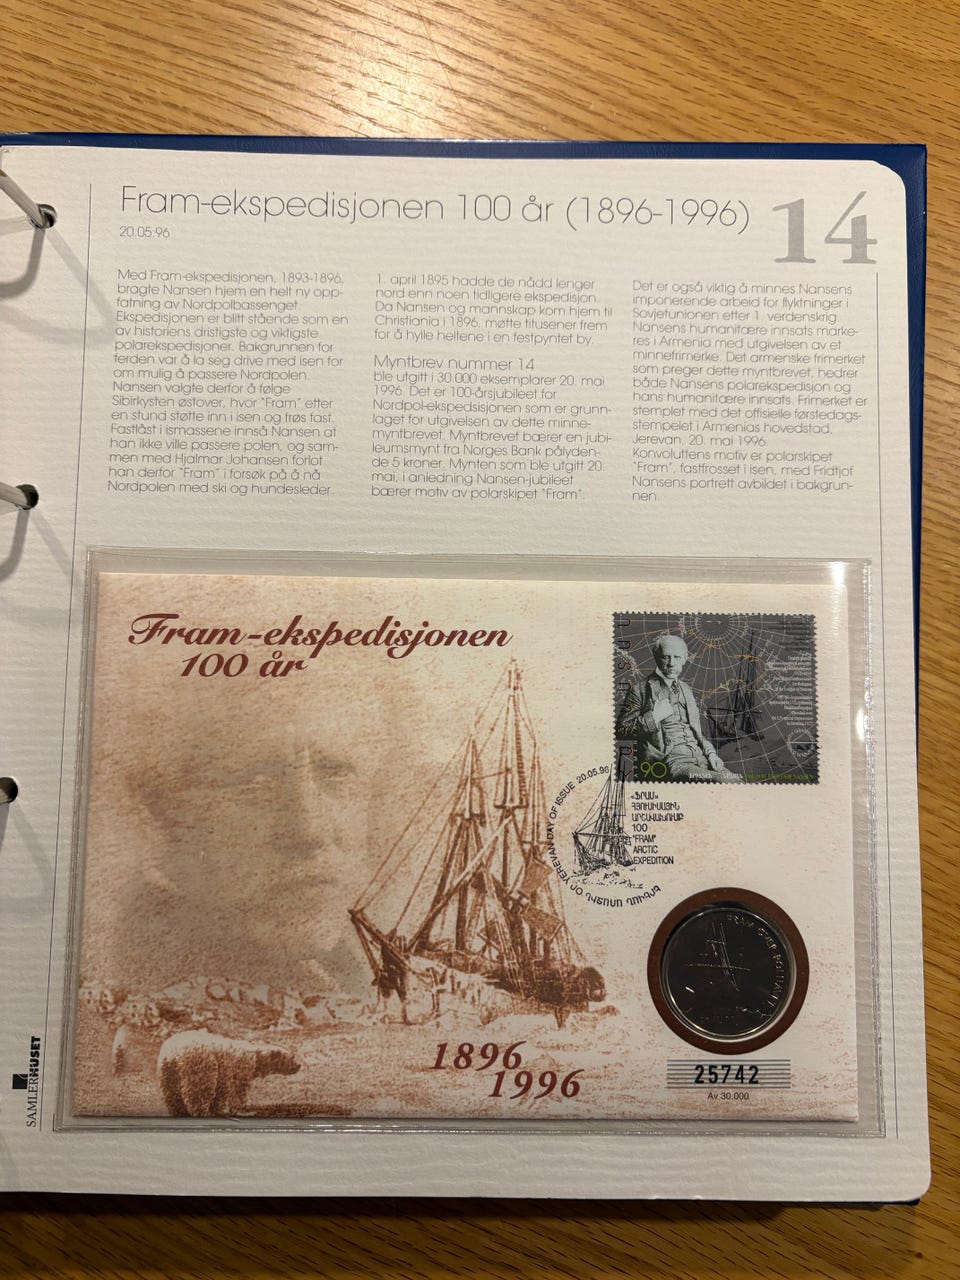 Fram-ekspedisjonen 100 år (1896-1996)
14
20.05.96
Med Fram-ekspedisjonen, 1893-1896,
bragte Nansen hjem en helt ny opp-
fatning av Nordpolbassenget.
Ekspedisjonen er blitt stående som en
av historiens dristigste og viktigste
polarekspedisjoner. Bakgrunnen for
ferden var å la seg drive med isen for
om mulig å passere Nordpolen.
Nansen valgte derfor å følge
Sibirkysten østover, hvor "Fram" etter
en stund støtte inn i isen og frøs fast.
Fastlåst i ismassene innså Nansen at
han ikke ville passere polen, og sam-
men med Hjalmar Johansen forlot
han derfor "Fram" i forsøk på å nå
Nordpolen med ski og hundesleder.
1. april 1895 hadde de nådd lenger
nord enn noen tidligere ekspedisjon.
Da Nansen og mannskap kom hjem til
Christiania i 1896, møtte titusener frem
for å hylle heltene i en festpyntet by.
Myntbrev nummer 14
ble utgitt i 30.000 eksemplarer 20. mai
1996. Det er 100-årsjubileet for
Nordpol-ekspedisjonen som er grunn-
laget for utgivelsen av dette minne-
myntbrevet. Myntbrevet bærer en jubi-
leumsmynt fra Norges Bank pålyden-
de 5 kroner. Mynten som ble utgitt 20.
mai, i anledning Nansen-jubileet
bærer motiv av polarskipet "Fram".
Det er også viktig å minnes Nansens
imponerende arbeid for flyktninger i
Sovjetunionen etter 1. verdenskrig.
Nansens humanitære innsats marke-
res i Armenia med utgivelsen av et
minnefrimerke. Det armenske frimerket
som preger dette myntbrevet, hedrer
både Nansens polarekspedisjon og
hans humanitære innsats. Frimerket er
stemplet med det offisielle førstedags-
stempelet i Armenias hovedstad,
Jerevan, 20. mai 1996.
Konvoluttens motiv er polarskipet
"Fram", fastfrosset i isen, med Fridtjof
Nansens portrett avbildet i bakgrun-
nen.
Fram-ekspedisjonen
100 år
90
YEREVAN-DAY OF ISSUE 20.05.96
«ՖՐԱՄ»
ՀՅՈՒՍԻՍԱՅԻՆ
ԱՐՇԱՎԱԽՈՒՄԲ
100
"FRAM"
ARCTIC
EXPEDITION
FRAM OVER POLHAVET
1896
1996
25742
Av 30.000
SAMLERHUSET